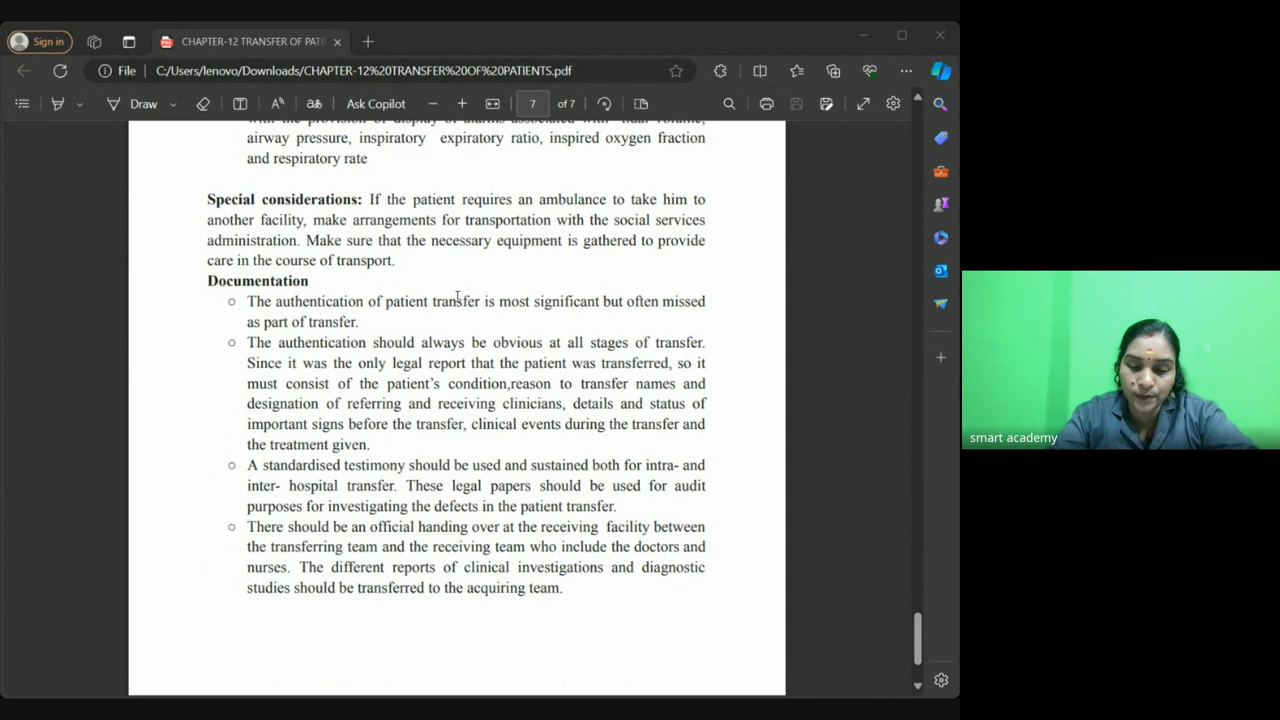 Sign in
CHAPTER-12 TRANSFER OF PATI
File C:/Users/lenovo/Downloads/CHAPTER-12%20TRANSFER%20OF%20PATIENTS.pdf
Draw
Ask Copilot
7 of 7
with the provision of display of alarms associated with tidal volume,
airway pressure, inspiratory expiratory ratio, inspired oxygen fraction
and respiratory rate
Special considerations: If the patient requires an ambulance to take him to
another facility, make arrangements for transportation with the social services
administration. Make sure that the necessary equipment is gathered to provide
care in the course of transport.
Documentation
○ The authentication of patient transfer is most significant but often missed
as part of transfer.
○ The authentication should always be obvious at all stages of transfer.
Since it was the only legal report that the patient was transferred, so it
must consist of the patient’s condition,reason to transfer names and
designation of referring and receiving clinicians, details and status of
important signs before the transfer, clinical events during the transfer and
the treatment given.
○ A standardised testimony should be used and sustained both for intra- and
inter- hospital transfer. These legal papers should be used for audit
purposes for investigating the defects in the patient transfer.
○ There should be an official handing over at the receiving facility between
the transferring team and the receiving team who include the doctors and
nurses. The different reports of clinical investigations and diagnostic
studies should be transferred to the acquiring team.
smart academy